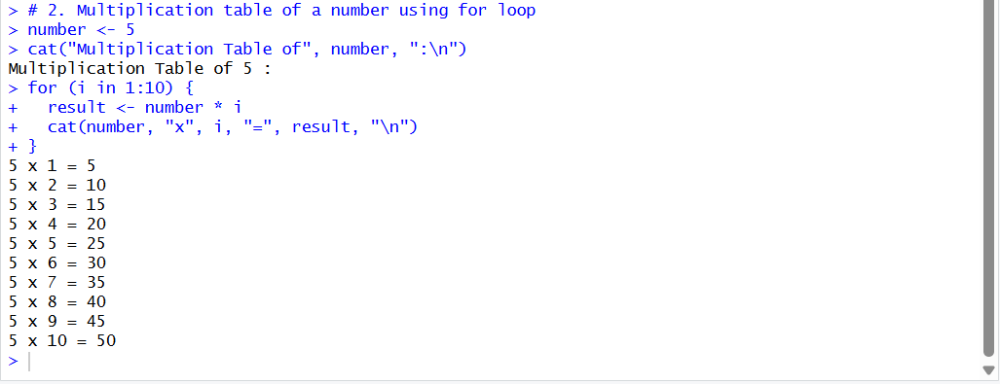 > # 2. Multiplication table of a number using for loop
> number <- 5
> cat("Multiplication Table of", number, ":\n")
Multiplication Table of 5 :
> for (i in 1:10) {
+   result <- number * i
+   cat(number, "x", i, "=", result, "\n")
+ }
5 x 1 = 5
5 x 2 = 10
5 x 3 = 15
5 x 4 = 20
5 x 5 = 25
5 x 6 = 30
5 x 7 = 35
5 x 8 = 40
5 x 9 = 45
5 x 10 = 50
>